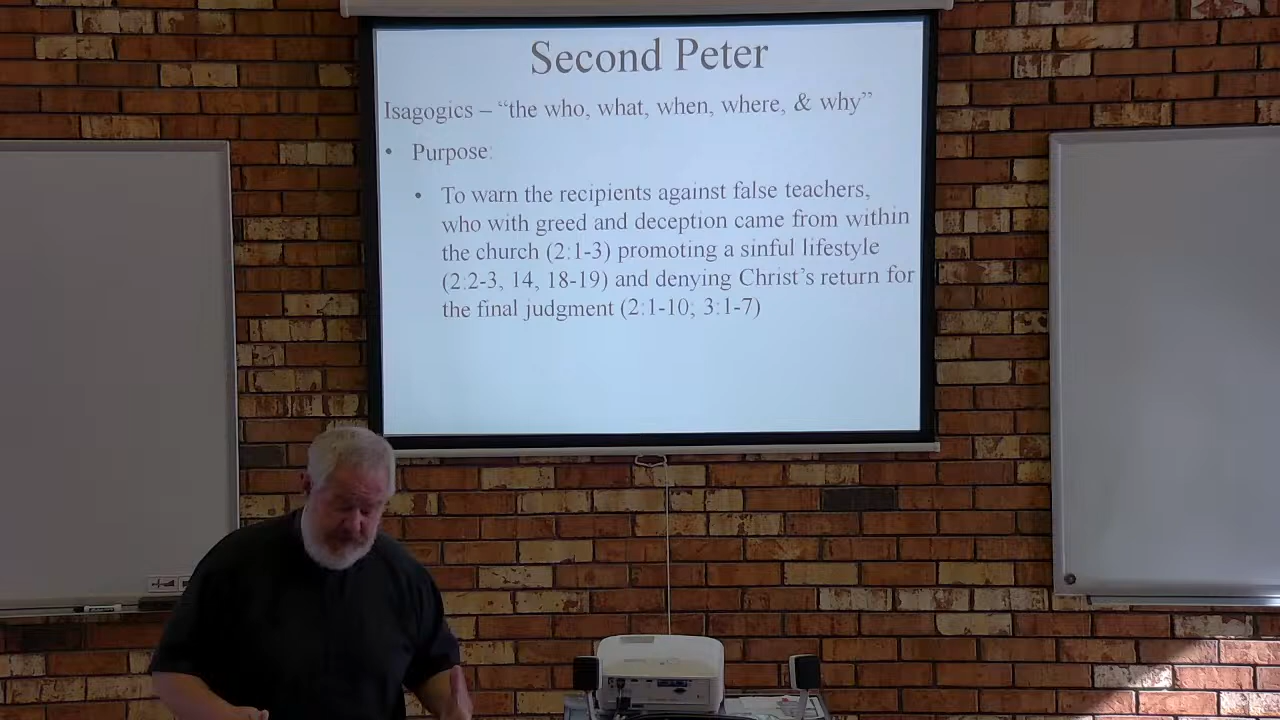 Second Peter
Isagogics – “the who, what, when, where, & why”
• Purpose:
• To warn the recipients against false teachers,
who with greed and deception came from within
the church (2:1-3) promoting a sinful lifestyle
(2:2-3, 14, 18-19) and denying Christ’s return for
the final judgment (2:1-10; 3:1-7)